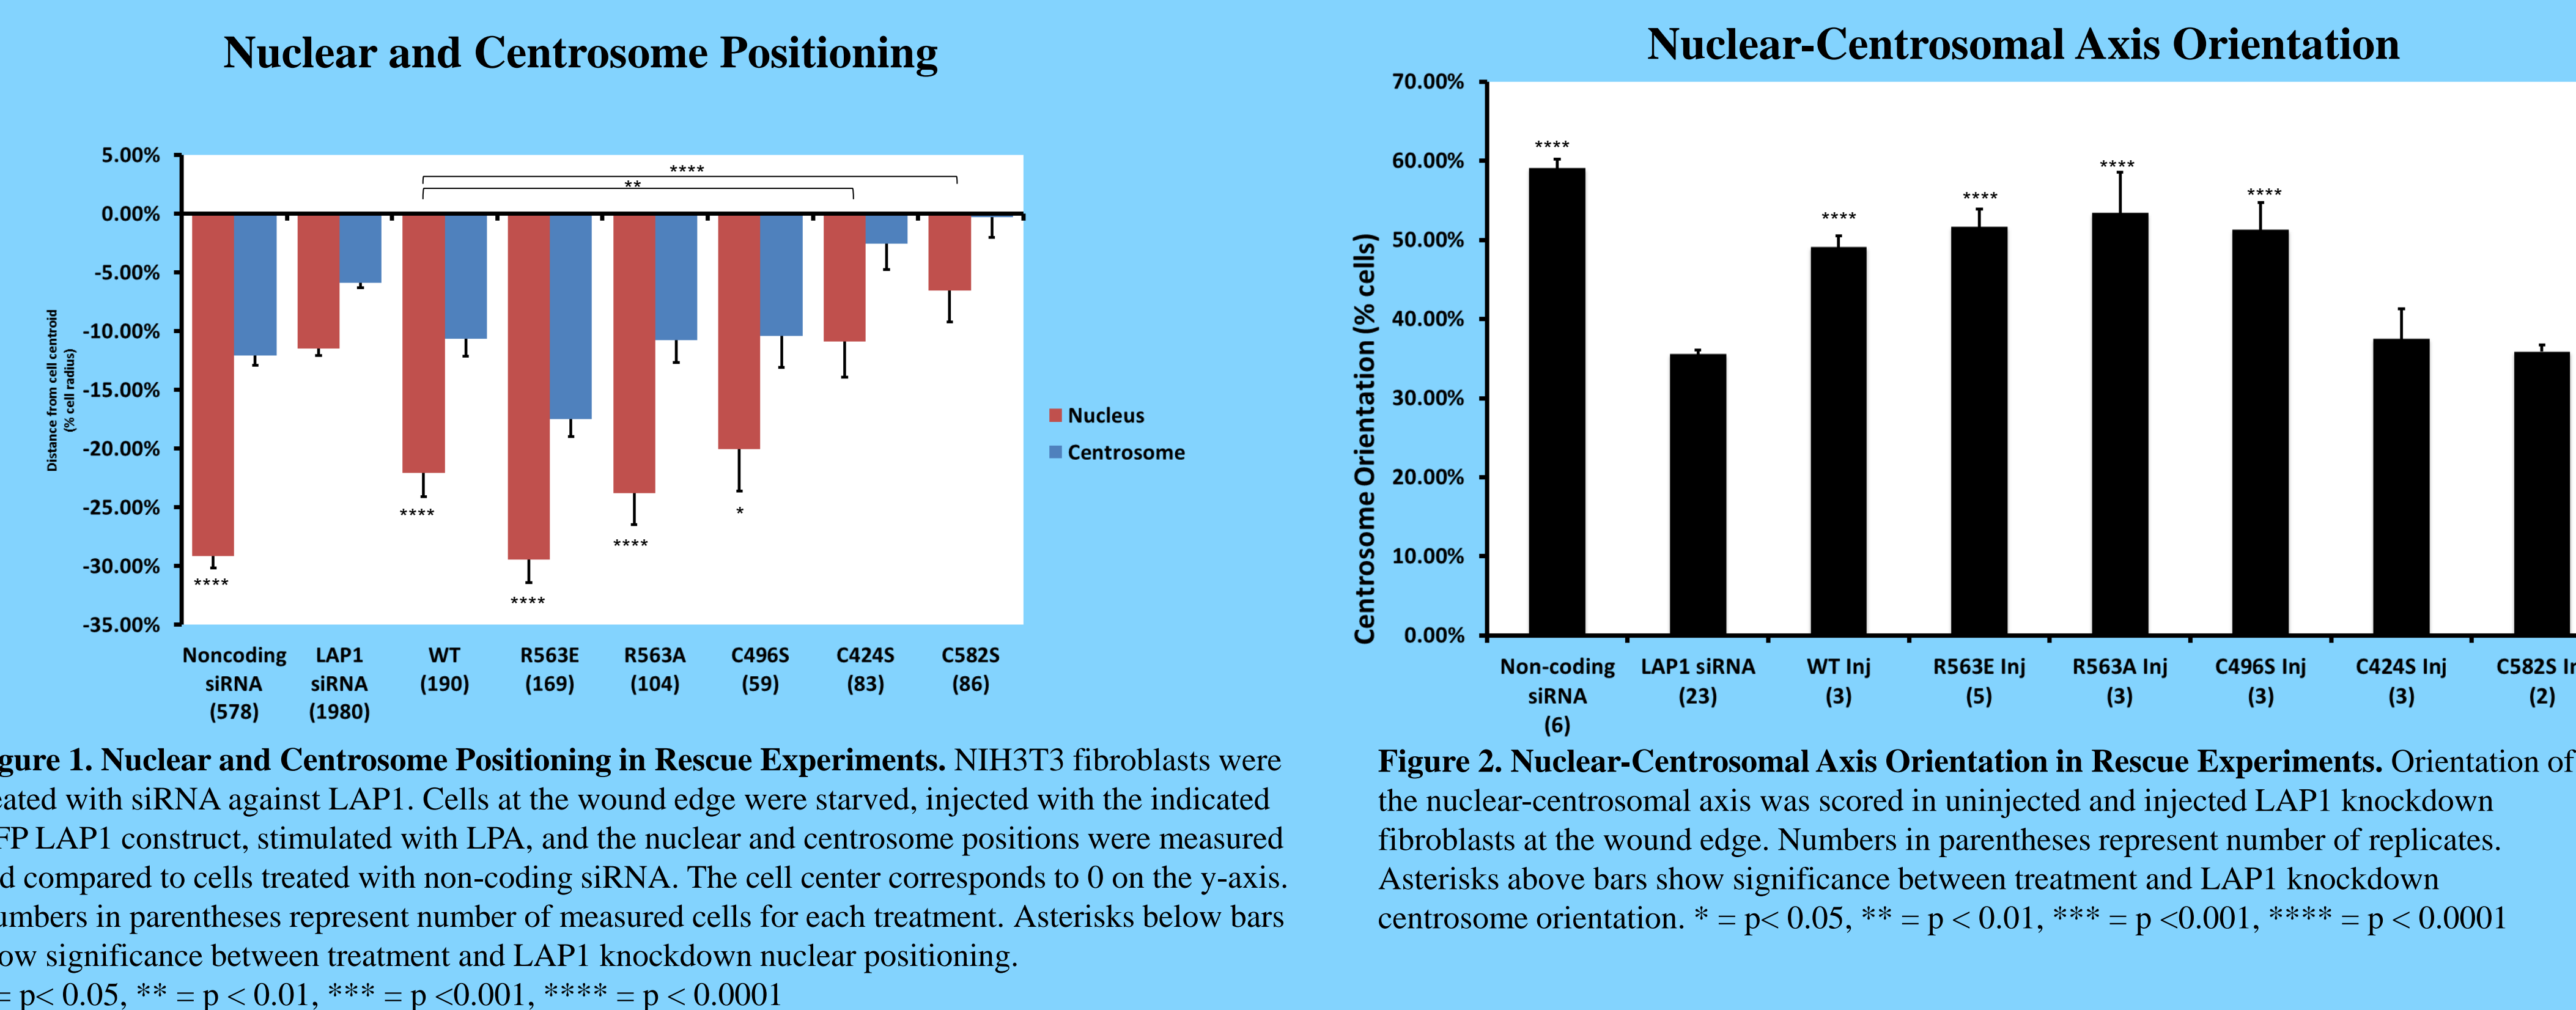 Nuclear and Centrosome Positioning
5.00%
0.00%
-5.00%
-10.00%
-15.00%
-20.00%
-25.00%
-30.00%
-35.00%
Distance from cell centroid
(% cell radius)
****
**
****
****
****
****
*
Nucleus
Centrosome
Noncoding siRNA (578)
LAP1 siRNA (1980)
WT (190)
R563E (169)
R563A (104)
C496S (59)
C424S (83)
C582S (86)
gure 1. Nuclear and Centrosome Positioning in Rescue Experiments. NIH3T3 fibroblasts were
eated with siRNA against LAP1. Cells at the wound edge were starved, injected with the indicated
FP LAP1 construct, stimulated with LPA, and the nuclear and centrosome positions were measured
d compared to cells treated with non-coding siRNA. The cell center corresponds to 0 on the y-axis.
umbers in parentheses represent number of measured cells for each treatment. Asterisks below bars
ow significance between treatment and LAP1 knockdown nuclear positioning.
= p< 0.05, ** = p < 0.01, *** = p <0.001, **** = p < 0.0001
Nuclear-Centrosomal Axis Orientation
70.00%
60.00%
50.00%
40.00%
30.00%
20.00%
10.00%
0.00%
Centrosome Orientation (% cells)
****
****
****
****
****
Non-coding siRNA (6)
LAP1 siRNA (23)
WT Inj (3)
R563E Inj (5)
R563A Inj (3)
C496S Inj (3)
C424S Inj (3)
C582S In (2)
Figure 2. Nuclear-Centrosomal Axis Orientation in Rescue Experiments. Orientation of
the nuclear-centrosomal axis was scored in uninjected and injected LAP1 knockdown
fibroblasts at the wound edge. Numbers in parentheses represent number of replicates.
Asterisks above bars show significance between treatment and LAP1 knockdown
centrosome orientation. * = p< 0.05, ** = p < 0.01, *** = p <0.001, **** = p < 0.0001